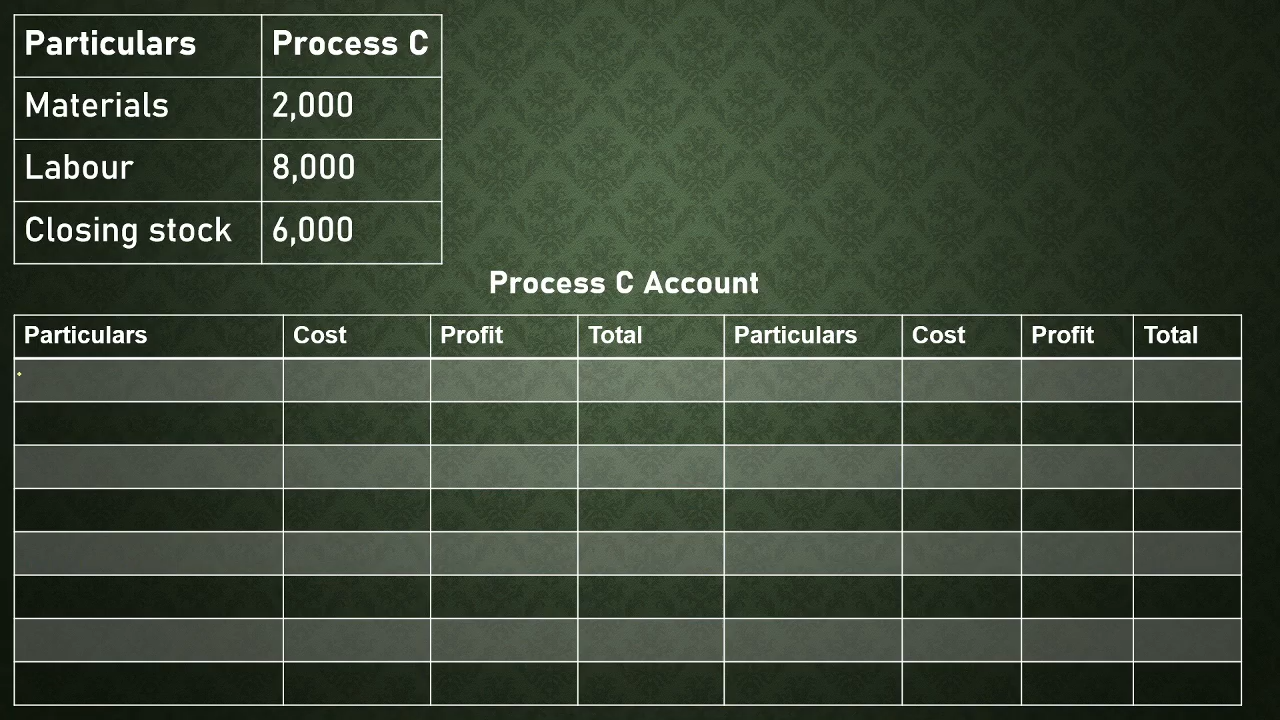 Particulars Process C
Materials 2,000
Labour 8,000
Closing stock 6,000
Process C Account
Particulars Cost Profit Total Particulars Cost Profit Total